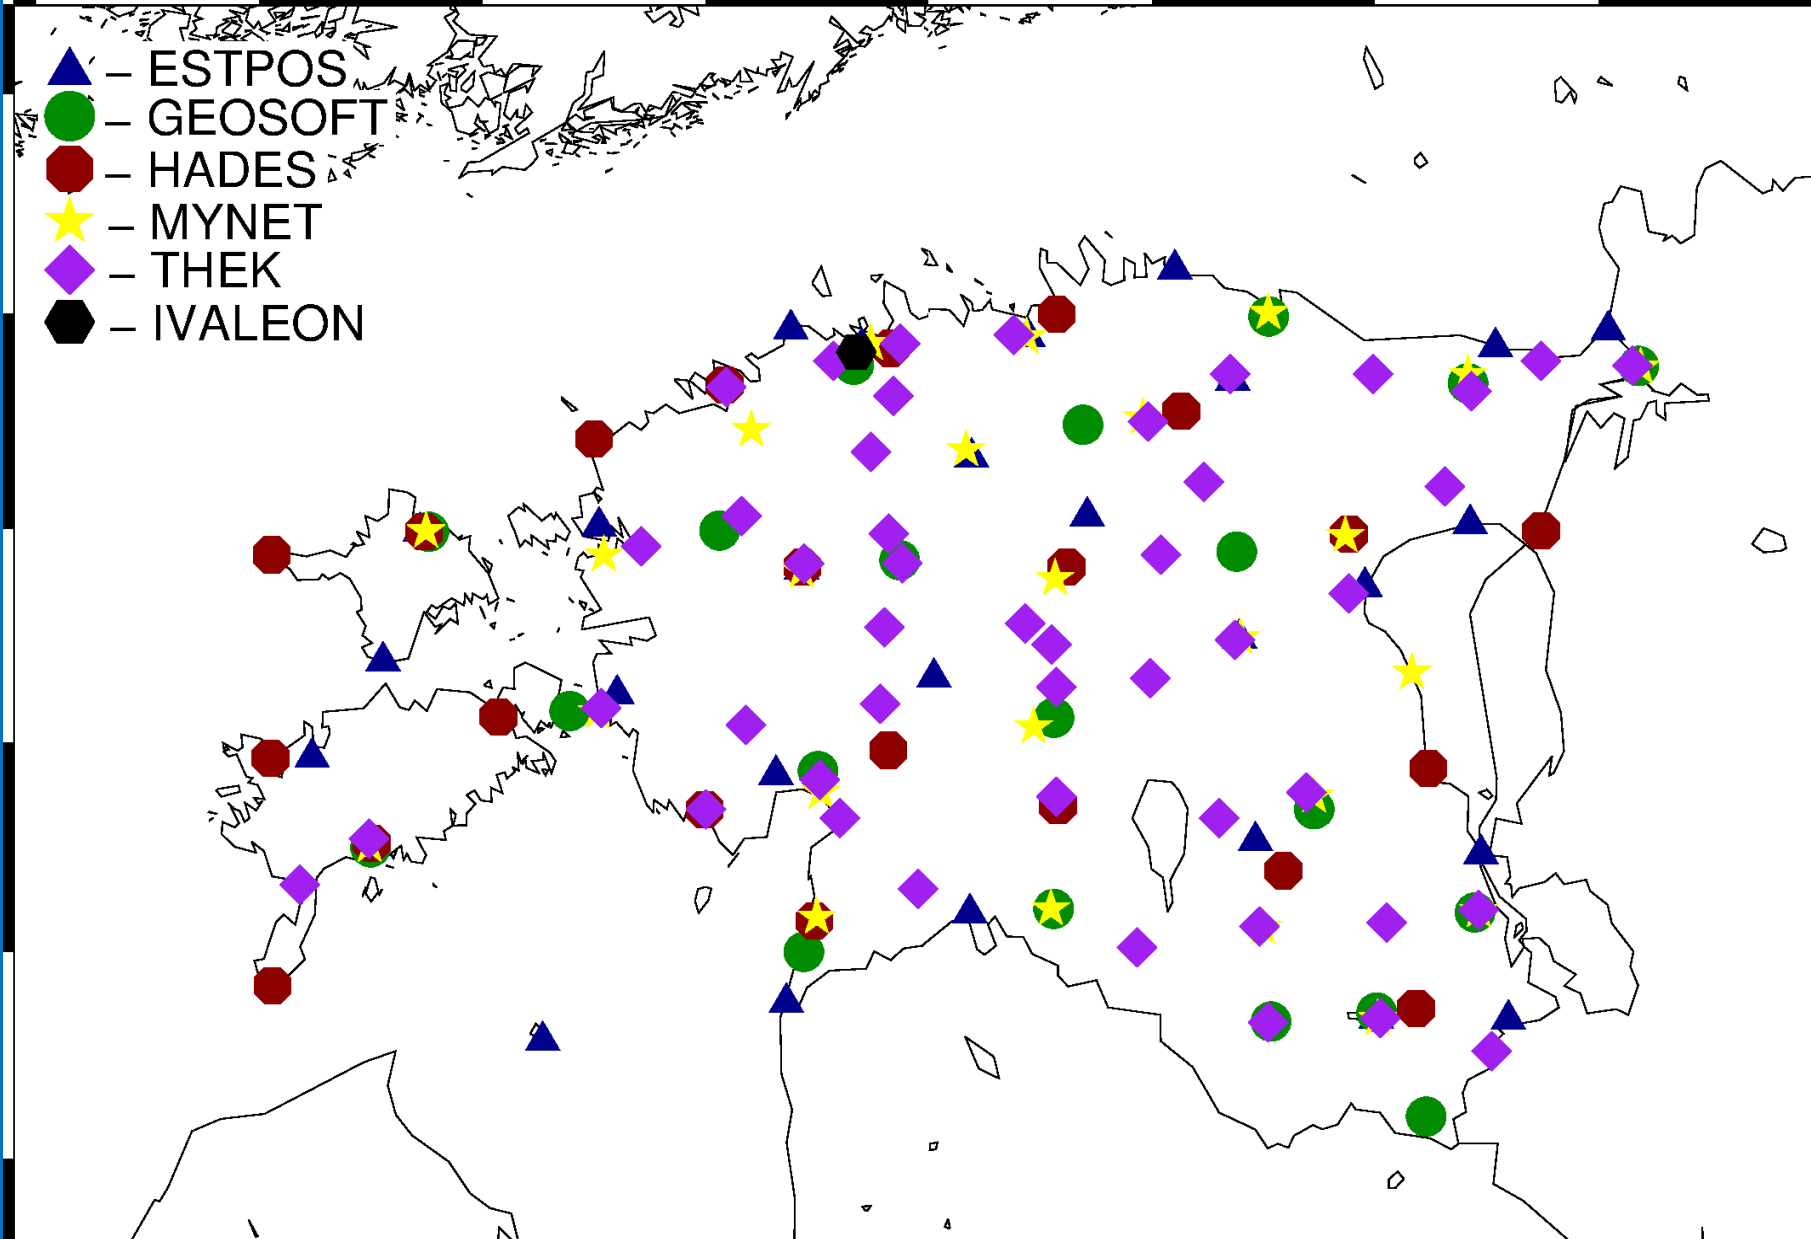 – ESTPOS
– GEOSOFT
– HADES
– MYNET
– THEK
– IVALEON